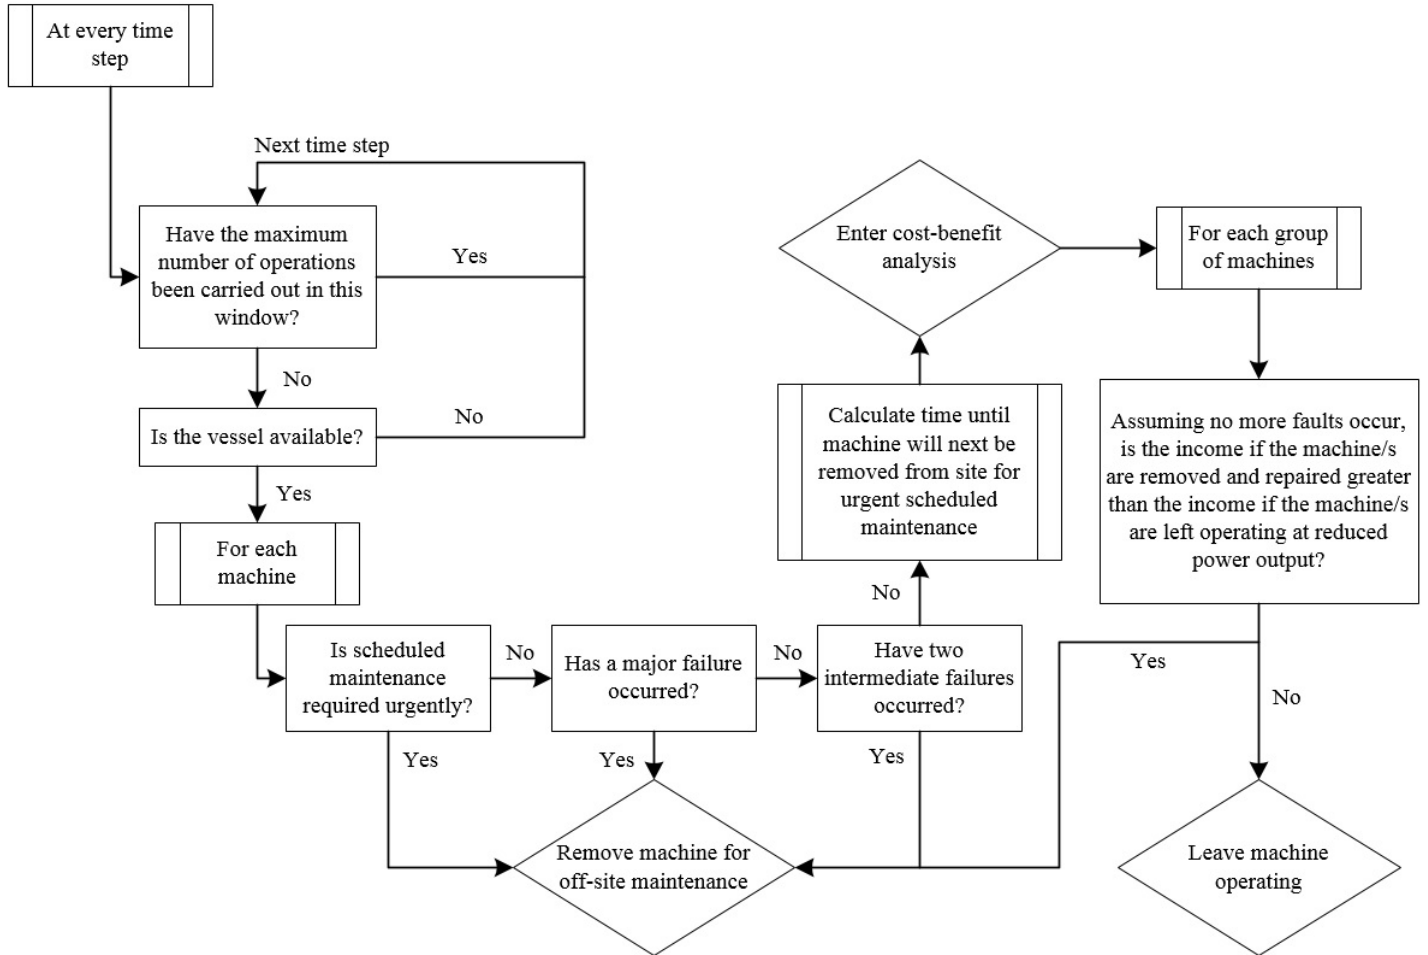 At every time
step
Next time step
Have the maximum
number of operations
been carried out in this
window?
Yes
No
Is the vessel available?
No
Yes
For each
machine
Is scheduled
maintenance
required urgently?
No
Yes
Has a major failure
occurred?
No
Yes
Have two
intermediate failures
occurred?
No
Yes
Calculate time until
machine will next be
removed from site for
urgent scheduled
maintenance
Enter cost-benefit
analysis
For each group
of machines
Assuming no more faults occur,
is the income if the machine/s
are removed and repaired greater
than the income if the machine/s
are left operating at reduced
power output?
Yes
No
Remove machine for
off-site maintenance
Leave machine
operating